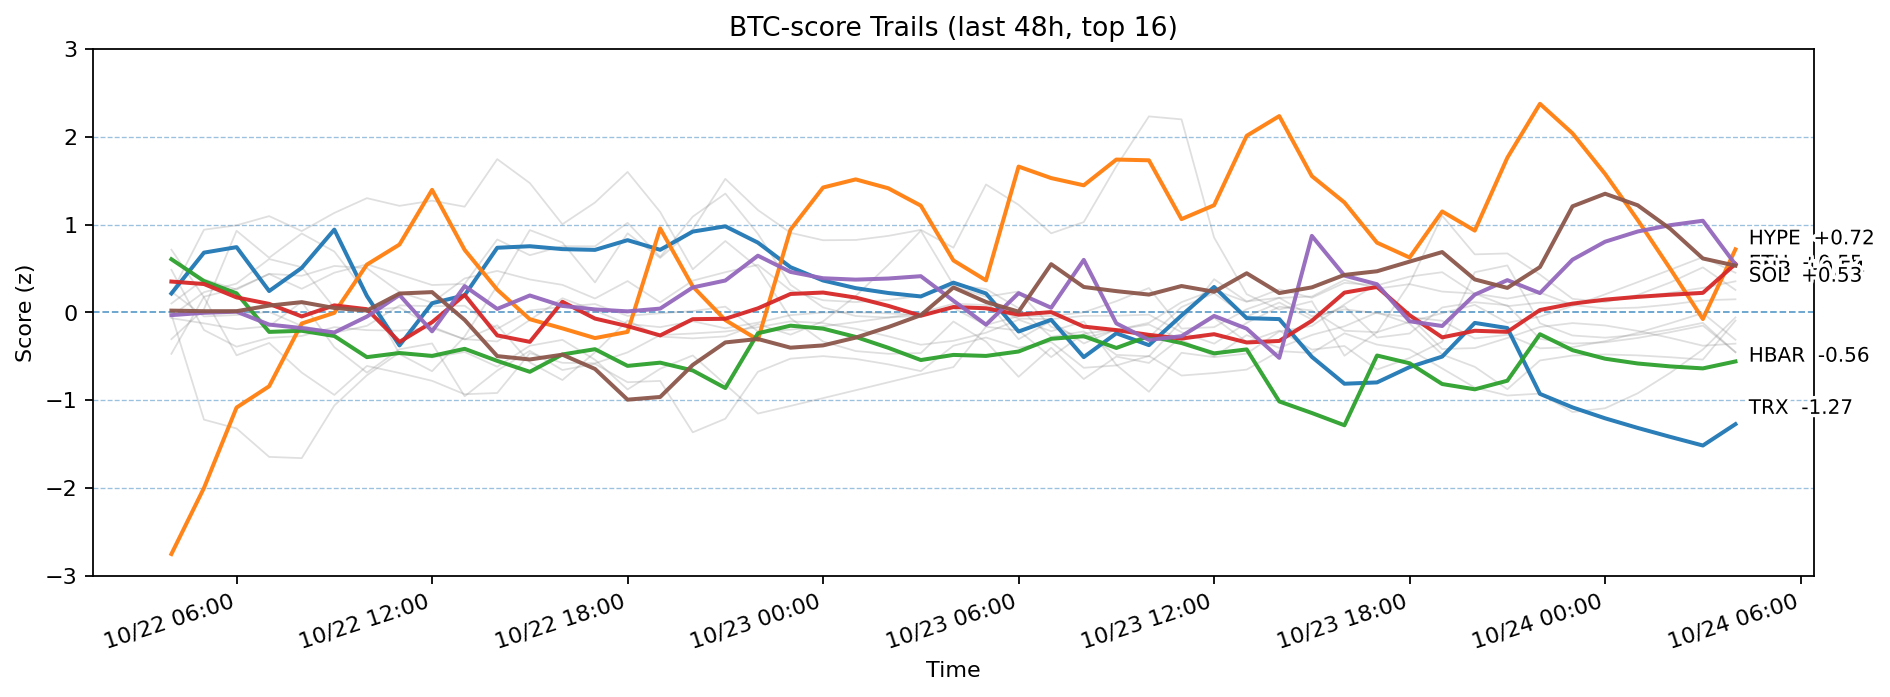 BTC-score Trails (last 48h, top 16)
Score (z)
3
2
1
0
−1
−2
−3
HYPE +0.72
SOL +0.53
HBAR -0.56
TRX -1.27
10/22 06:00
10/22 12:00
10/22 18:00
10/23 00:00
10/23 06:00
10/23 12:00
10/23 18:00
10/24 00:00
10/24 06:00
Time